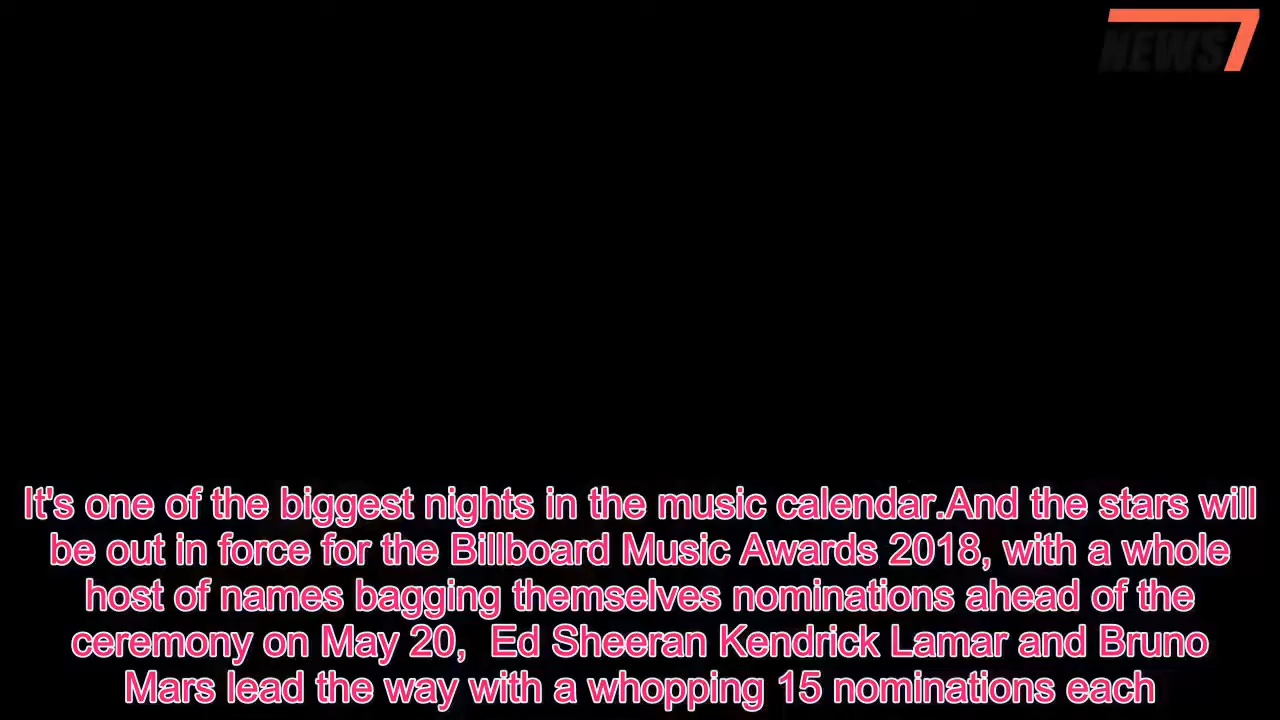 NEWS7
It's one of the biggest nights in the music calendar.And the stars will
be out in force for the Billboard Music Awards 2018, with a whole
host of names bagging themselves nominations ahead of the
ceremony on May 20,  Ed Sheeran Kendrick Lamar and Bruno
Mars lead the way with a whopping 15 nominations each